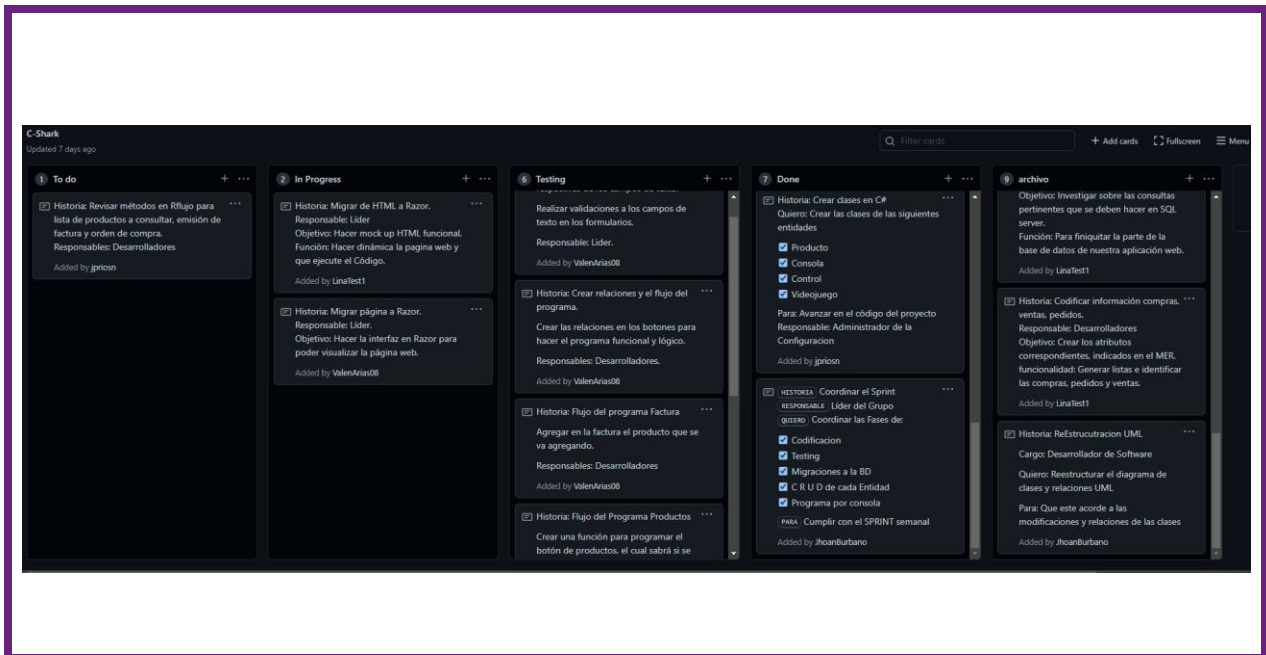 C-Shark
Updated 7 days ago
Filter cards
+ Add cards
Fullscreen
Menu
1 To do
Historia: Revisar métodos en Rflujo para
lista de productos a consultar, emisión de
factura y orden de compra.
Responsables: Desarrolladores
Added by jpriosn
2 In Progress
Historia: Migrar de HTML a Razor.
Responsable: Líder
Objetivo: Hacer mock up HTML funcional.
Función: Hacer dinámica la pagina web y
que ejecute el Código.
Added by LinaTest1
Historia: Migrar página a Razor.
Responsable: Líder.
Objetivo: Hacer la interfaz en Razor para
poder visualizar la página web.
Added by ValenArias08
6 Testing
Realizar validaciones a los campos de
texto en los formularios.
Responsable: Lider.
Added by ValenArias08
Historia: Crear relaciones y el flujo del
programa.
Crear las relaciones en los botones para
hacer el programa funcional y lógico.
Responsables: Desarrolladores.
Added by ValenArias08
Historia: Flujo del programa Factura
Agregar en la factura el producto que se
va agregando.
Responsables: Desarrolladores
Added by ValenArias08
Historia: Flujo del Programa Productos
Crear una función para programar el
botón de productos, el cual sabrá si se
7 Done
Historia: Crear clases en C#
Quiero: Crear las clases de las siguientes
entidades
Producto
Consola
Control
Videojuego
Para: Avanzar en el código del proyecto
Responsable: Administrador de la
Configuracion
Added by jpriosn
HISTORIA Coordinar el Sprint
RESPONSABLE Líder del Grupo
QUIERO Coordinar las Fases de:
Codificacion
Testing
Migraciones a la BD
C R U D de cada Entidad
Programa por consola
PARA Cumplir con el SPRINT semanal
Added by JhoanBurbano
9 archivo
Objetivo: Investigar sobre las consultas
pertinentes que se deben hacer en SQL
server.
Función: Para finiquitar la parte de la
base de datos de nuestra aplicación web.
Added by LinaTest1
Historia: Codificar información compras,
ventas, pedidos.
Responsable: Desarrolladores
Objetivo: Crear los atributos
correspondientes, indicados en el MER.
funcionalidad: Generar listas e identificar
las compras, pedidos y ventas.
Added by LinaTest1
Historia: ReEstrucutracion UML
Cargo: Desarrollador de Software
Quiero: Reestructurar el diagrama de
clases y relaciones UML
Para: Que este acorde a las
modificaciones y relaciones de las clases
Added by JhoanBurbano